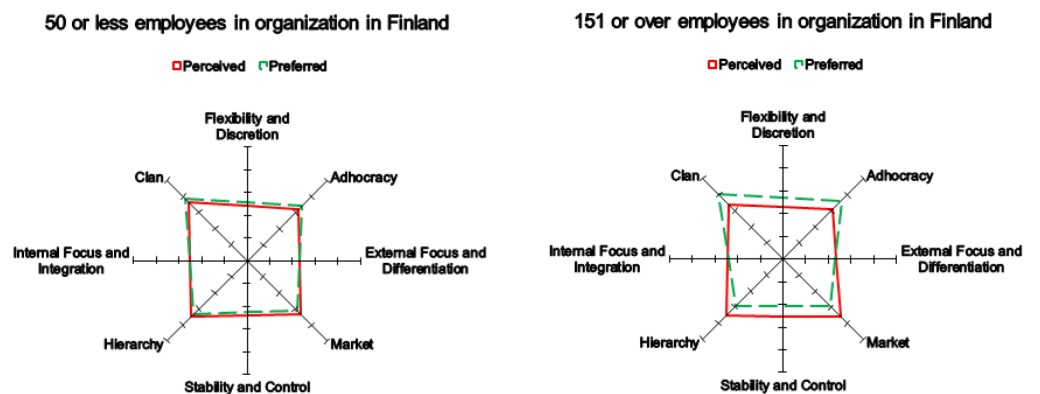 50 or less employees in organization in Finland
Perceived Preferred
Flexibility and
Discretion
Clan
Adhocracy
Internal Focus and
Integration
External Focus and
Differentiation
Hierarchy
Market
Stability and Control
151 or over employees in organization in Finland
Perceived Preferred
Flexibility and
Discretion
Clan
Adhocracy
Internal Focus and
Integration
External Focus and
Differentiation
Hierarchy
Market
Stability and Control